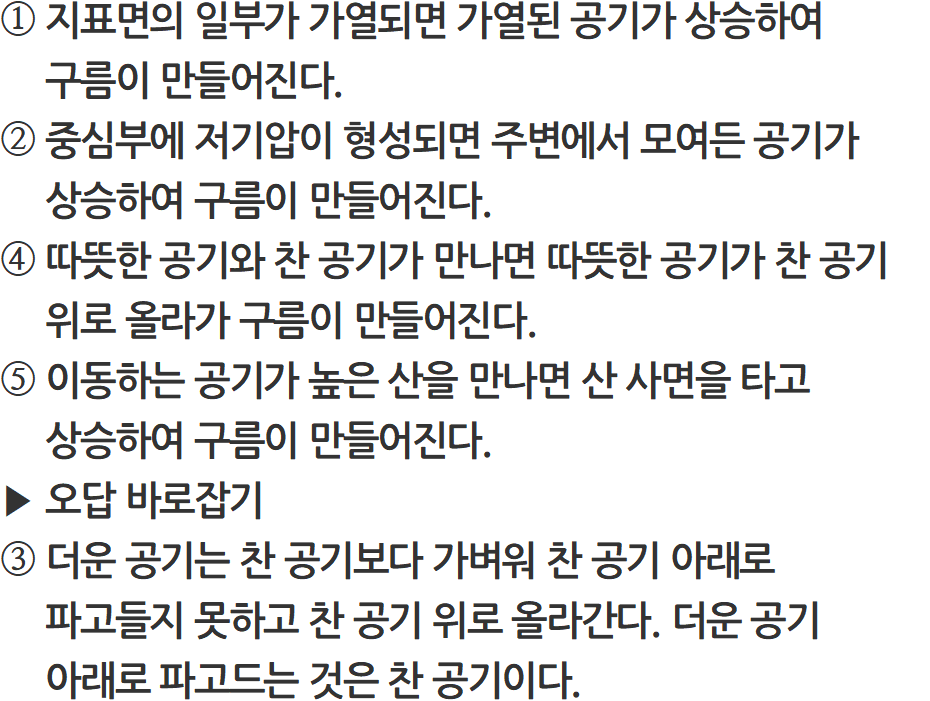 ① 지표면의 일부가 가열되면 가열된 공기가 상승하여
구름이 만들어진다.
② 중심부에 저기압이 형성되면 주변에서 모여든 공기가
상승하여 구름이 만들어진다.
④ 따뜻한 공기와 찬 공기가 만나면 따뜻한 공기가 찬 공기
위로 올라가 구름이 만들어진다.
⑤ 이동하는 공기가 높은 산을 만나면 산 사면을 타고
상승하여 구름이 만들어진다.
▶ 오답 바로잡기
③ 더운 공기는 찬 공기보다 가벼워 찬 공기 아래로
파고들지 못하고 찬 공기 위로 올라간다. 더운 공기
아래로 파고드는 것은 찬 공기이다.